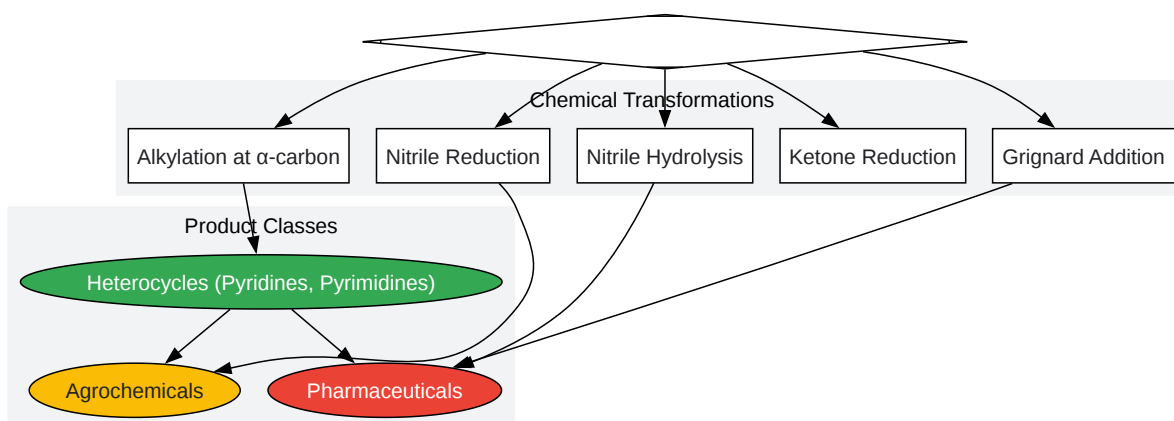 Chemical Transformations
Alkylation at α-carbon
Nitrile Reduction
Nitrile Hydrolysis
Ketone Reduction
Grignard Addition
Product Classes
Heterocycles (Pyridines, Pyrimidines)
Agrochemicals
Pharmaceuticals